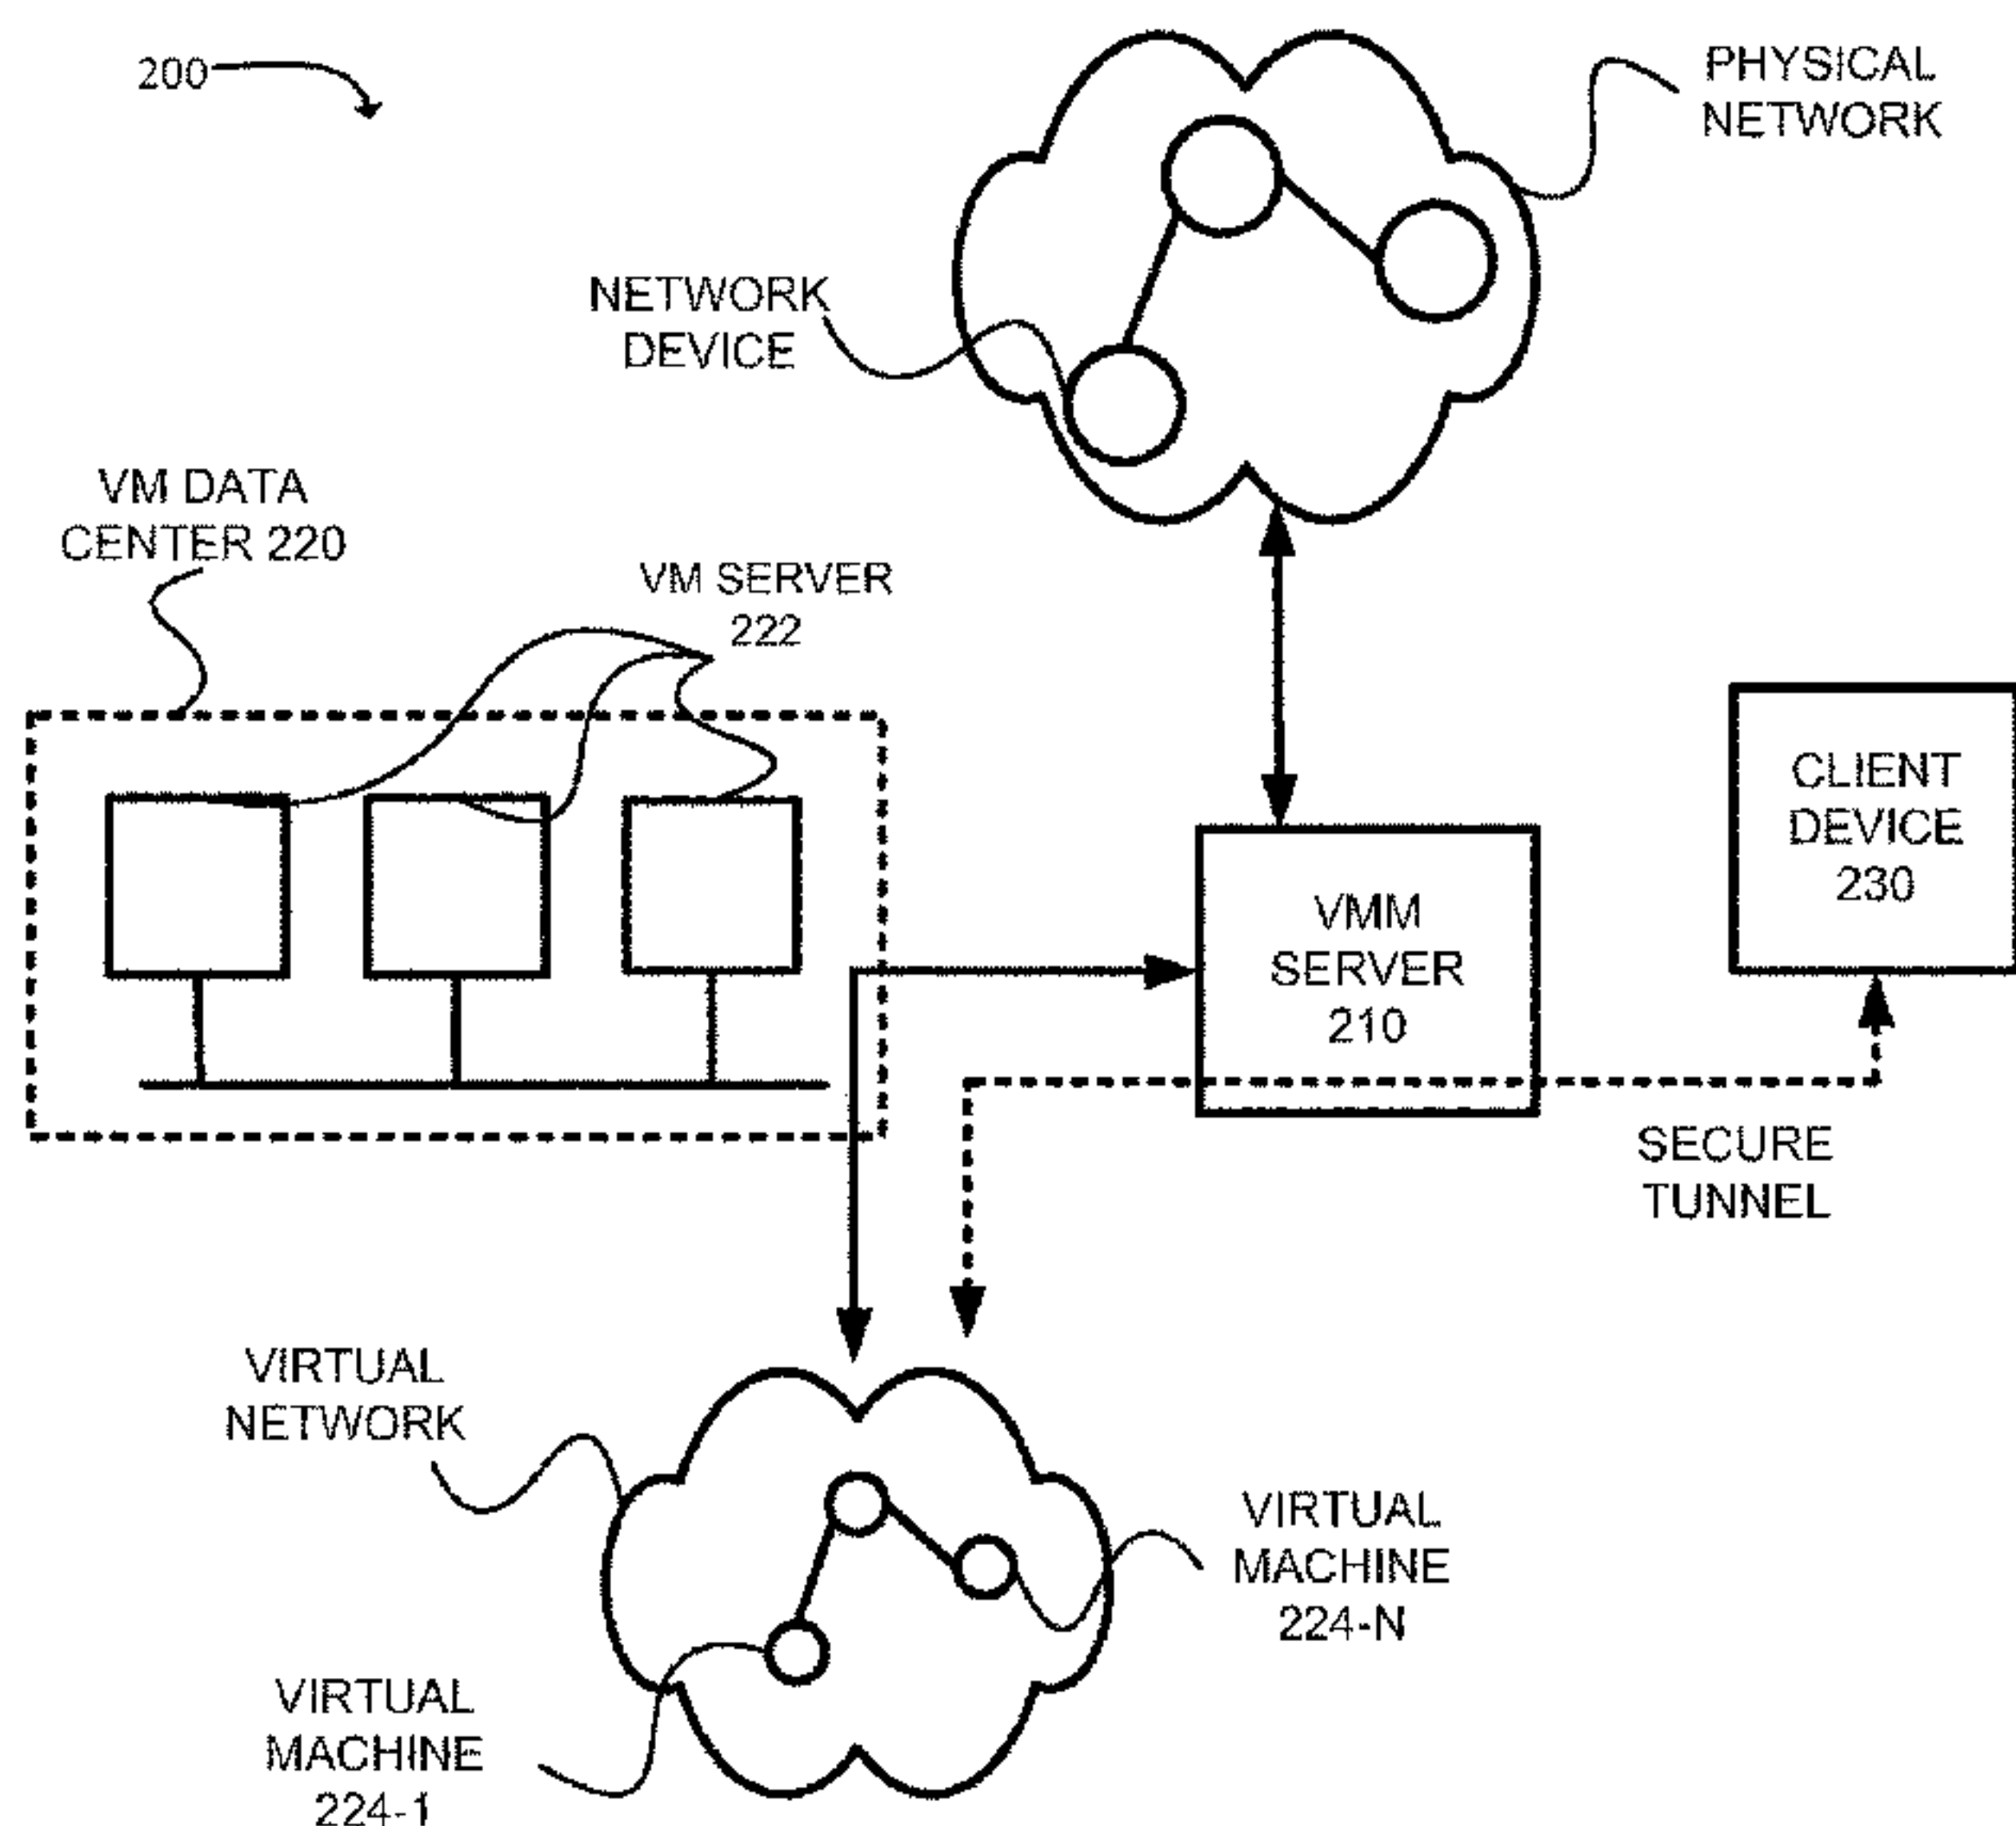 200
PHYSICAL
NETWORK
NETWORK
DEVICE
VM DATA
CENTER 220
VM SERVER
222
CLIENT
DEVICE
230
VMM
SERVER
210
SECURE
TUNNEL
VIRTUAL
NETWORK
VIRTUAL
MACHINE
224-N
VIRTUAL
MACHINE
224-1